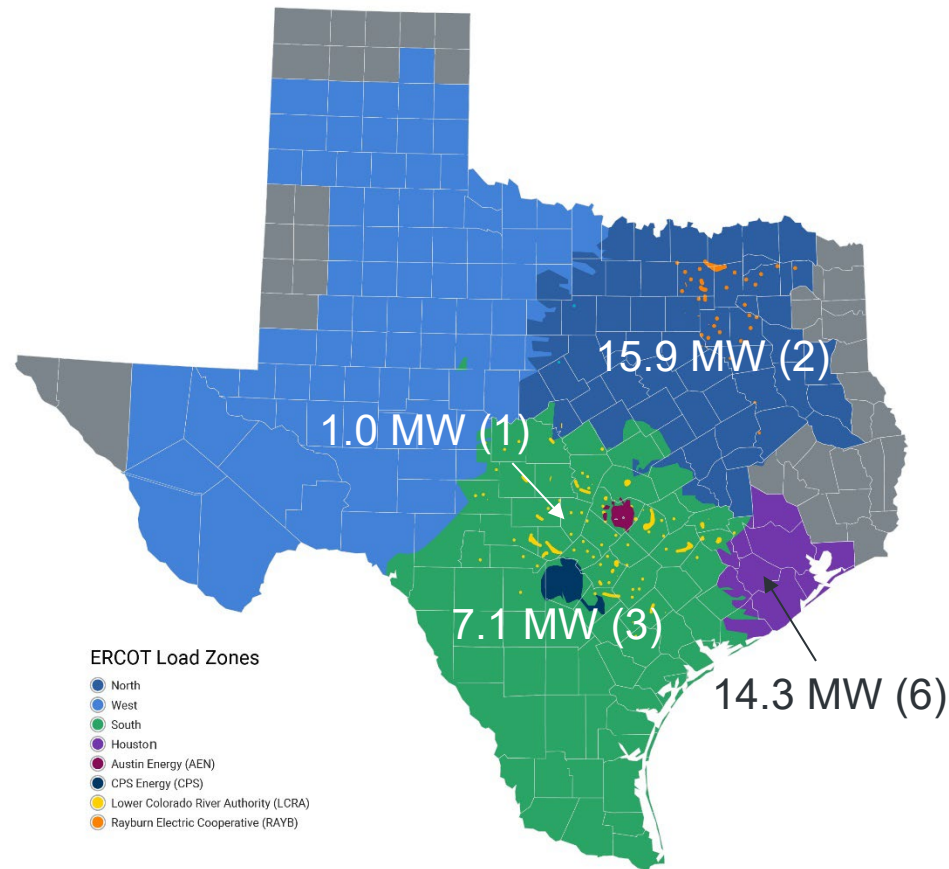 15.9 MW (2)
1.0 MW (1)
7.1 MW (3)
14.3 MW (6)
ERCOT Load Zones
North
West
South
Houston
Austin Energy (AEN)
CPS Energy (CPS)
Lower Colorado River Authority (LCRA)
Rayburn Electric Cooperative (RAYB)